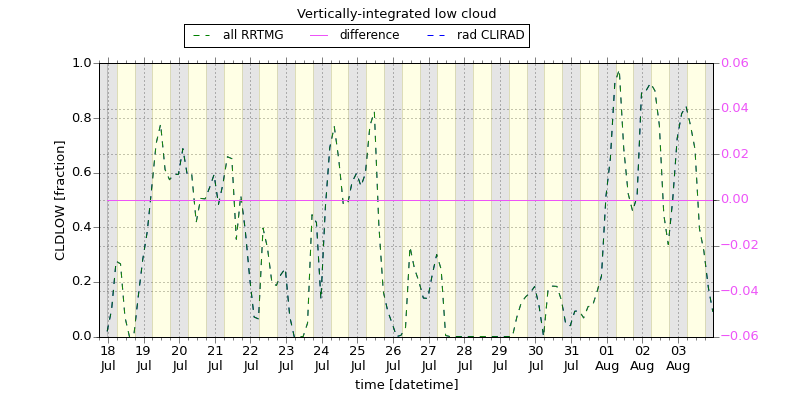 Vertically-integrated low cloud
all RRTMG difference rad CLIRAD
CLDLOW [fraction]
1.0
0.8
0.6
0.4
0.2
0.0
0.06
0.04
0.02
0.00
−0.02
−0.04
−0.06
18 19 20 21 22 23 24 25 26 27 28 29 30 31 01 02 03
Jul Jul Jul Jul Jul Jul Jul Jul Jul Jul Jul Jul Jul Jul Aug Aug Aug
time [datetime]